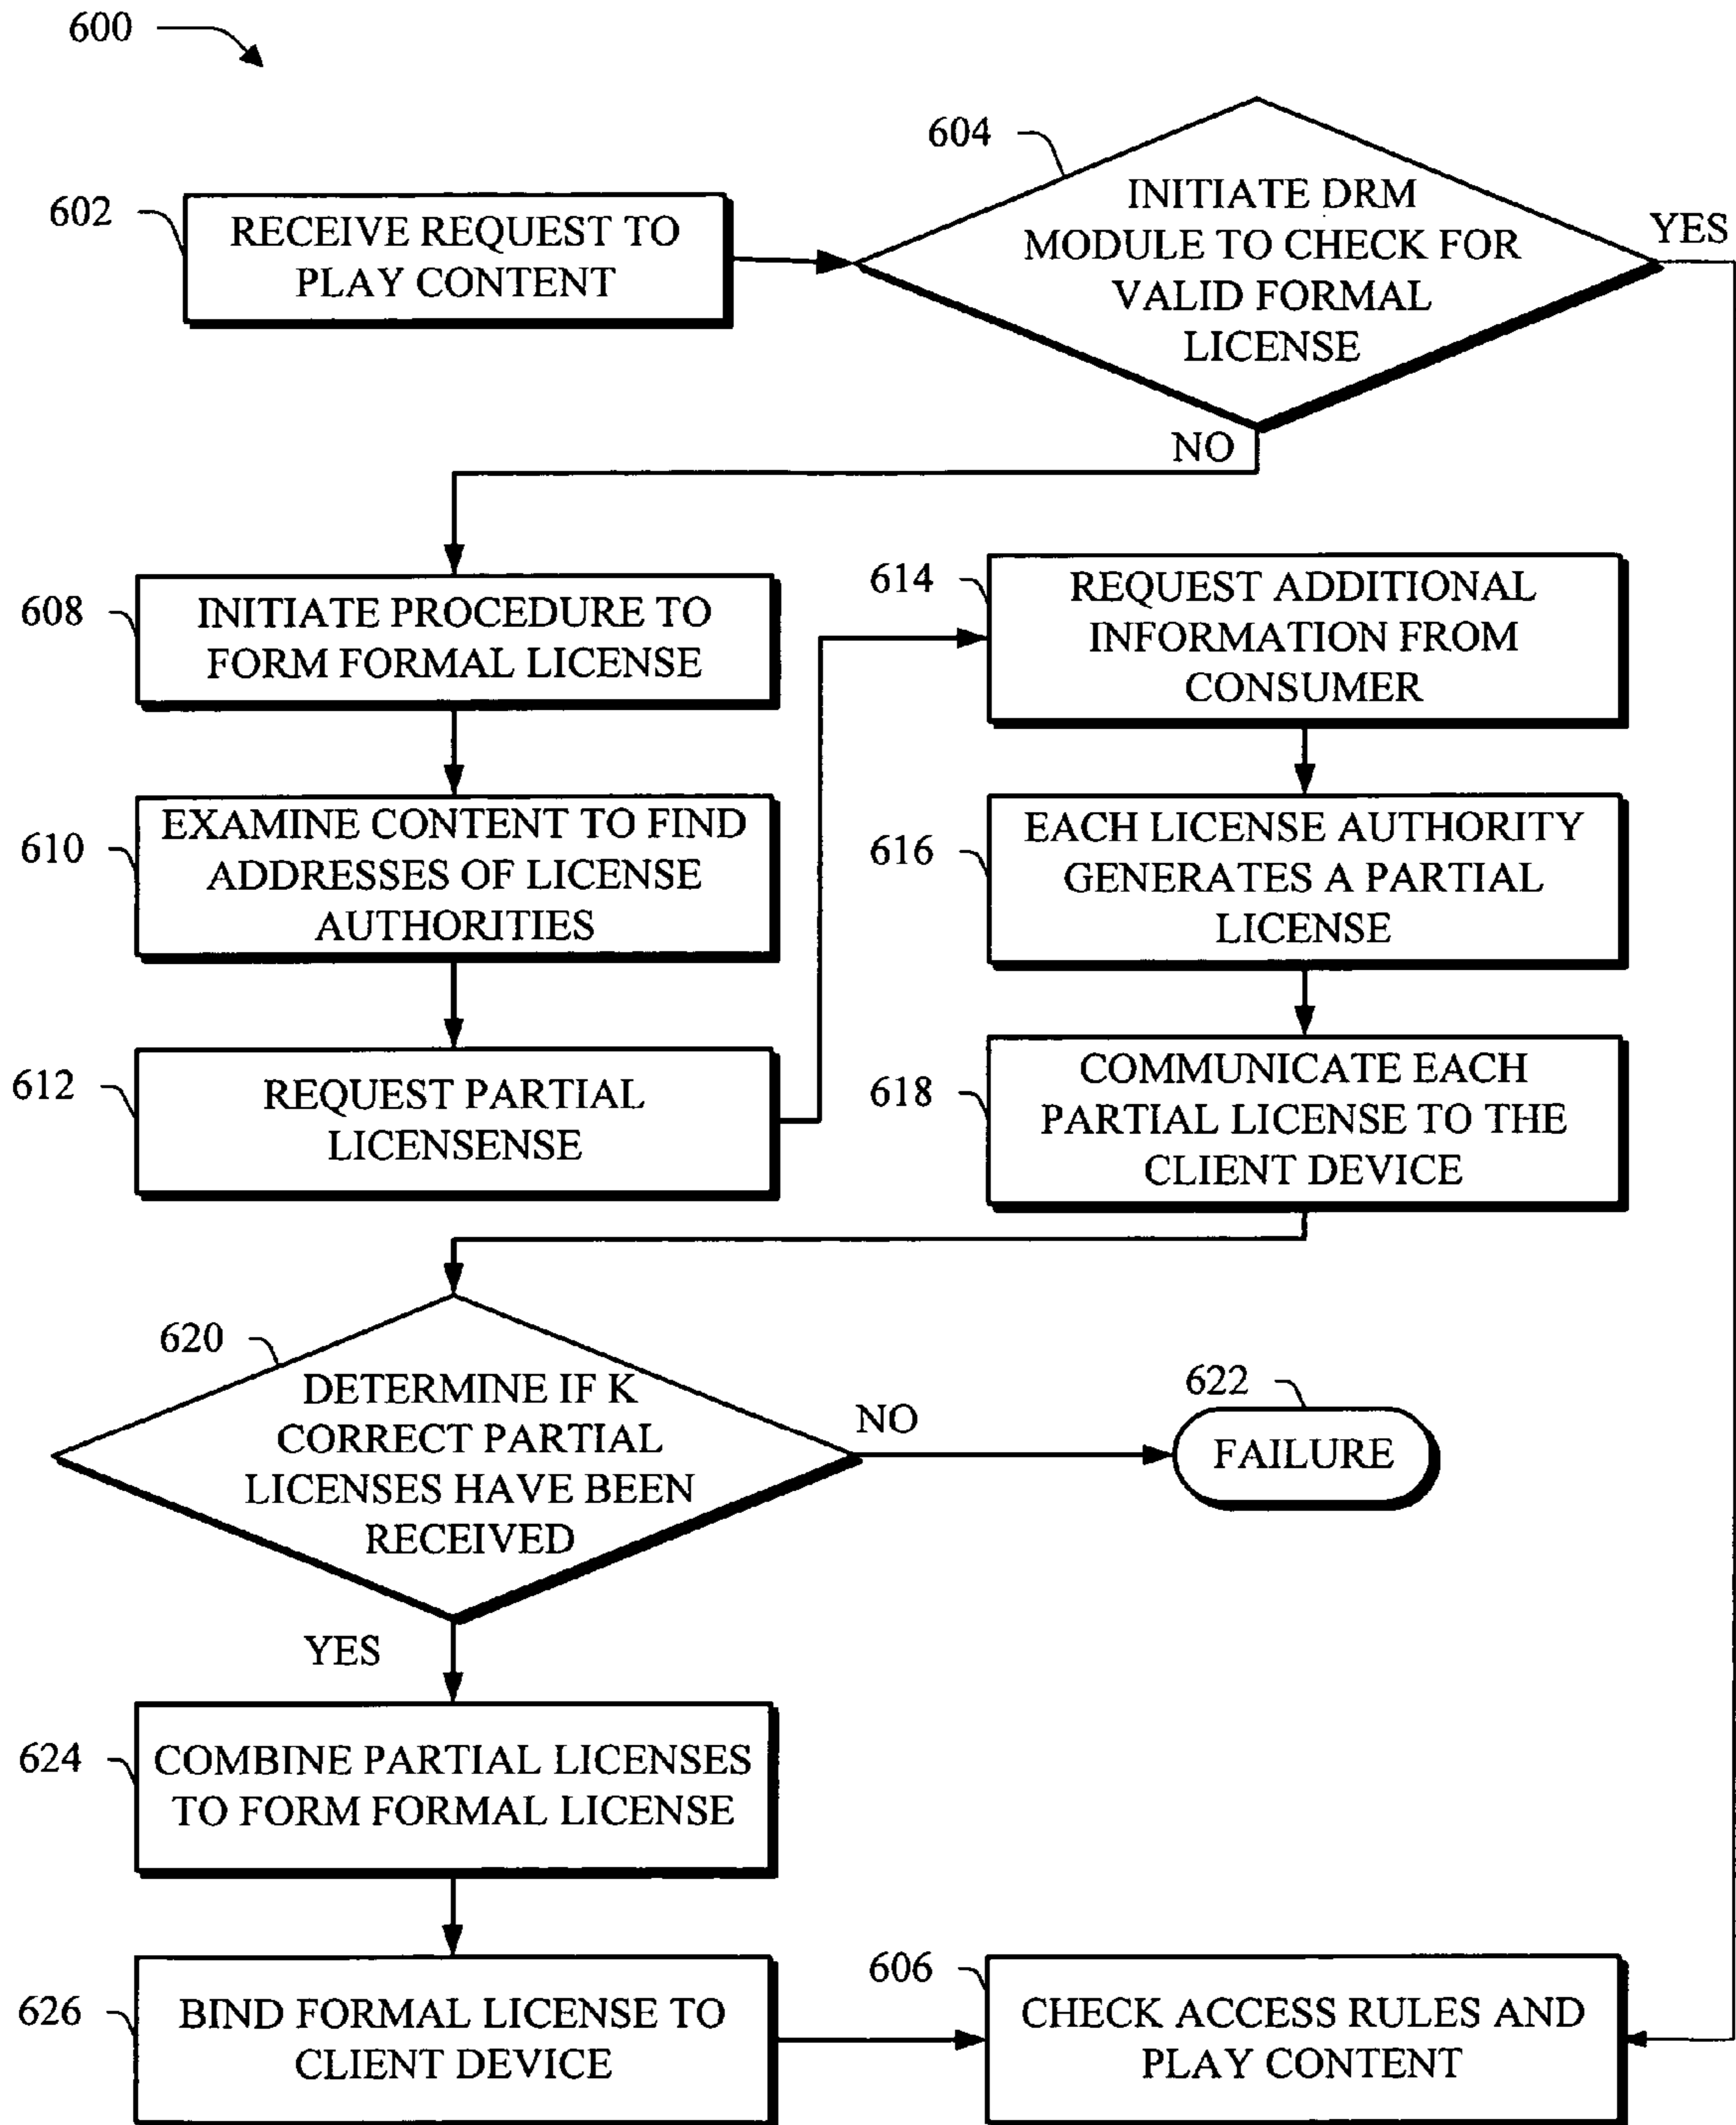 600
602
RECEIVE REQUEST TO
PLAY CONTENT
604
INITIATE DRM
MODULE TO CHECK FOR
VALID FORMAL
LICENSE
YES
NO
608
INITIATE PROCEDURE TO
FORM FORMAL LICENSE
610
EXAMINE CONTENT TO FIND
ADDRESSES OF LICENSE
AUTHORITIES
612
REQUEST PARTIAL
LICENSENSE
614
REQUEST ADDITIONAL
INFORMATION FROM
CONSUMER
616
EACH LICENSE AUTHORITY
GENERATES A PARTIAL
LICENSE
618
COMMUNICATE EACH
PARTIAL LICENSE TO THE
CLIENT DEVICE
620
DETERMINE IF K
CORRECT PARTIAL
LICENSES HAVE BEEN
RECEIVED
NO
622
FAILURE
YES
624
COMBINE PARTIAL LICENSES
TO FORM FORMAL LICENSE
626
BIND FORMAL LICENSE TO
CLIENT DEVICE
606
CHECK ACCESS RULES AND
PLAY CONTENT